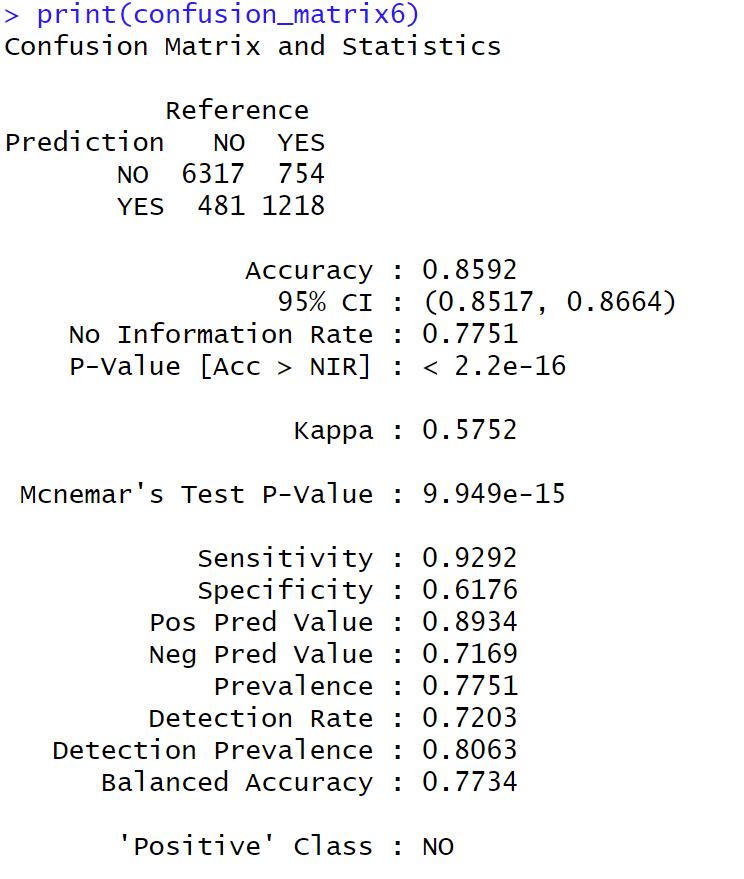 > print(confusion_matrix6)
Confusion Matrix and Statistics
Reference
Prediction NO YES
NO 6317 754
YES 481 1218
Accuracy : 0.8592
95% CI : (0.8517, 0.8664)
No Information Rate : 0.7751
P-Value [Acc > NIR] : < 2.2e-16
Kappa : 0.5752
Mcnemar's Test P-Value : 9.949e-15
Sensitivity : 0.9292
Specificity : 0.6176
Pos Pred Value : 0.8934
Neg Pred Value : 0.7169
Prevalence : 0.7751
Detection Rate : 0.7203
Detection Prevalence : 0.8063
Balanced Accuracy : 0.7734
'Positive' Class : NO